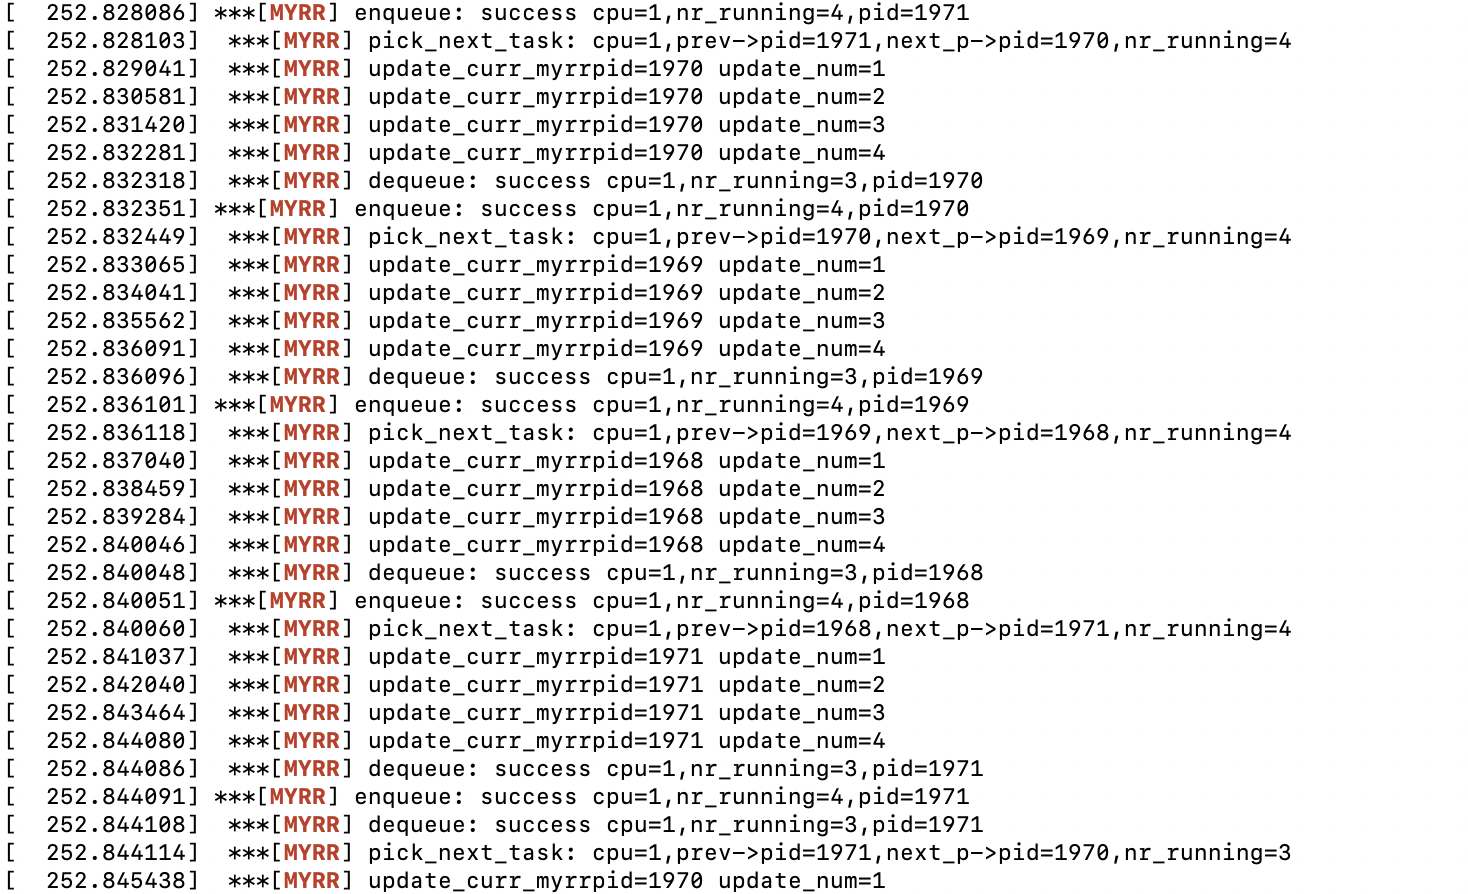 [   252.828086] ***[MYRR] enqueue: success cpu=1,nr_running=4,pid=1971
[   252.828103]  ***[MYRR] pick_next_task: cpu=1,prev->pid=1971,next_p->pid=1970,nr_running=4
[   252.829041]  ***[MYRR] update_curr_myrrpid=1970 update_num=1
[   252.830581]  ***[MYRR] update_curr_myrrpid=1970 update_num=2
[   252.831420]  ***[MYRR] update_curr_myrrpid=1970 update_num=3
[   252.832281]  ***[MYRR] update_curr_myrrpid=1970 update_num=4
[   252.832318]  ***[MYRR] dequeue: success cpu=1,nr_running=3,pid=1970
[   252.832351] ***[MYRR] enqueue: success cpu=1,nr_running=4,pid=1970
[   252.832449]  ***[MYRR] pick_next_task: cpu=1,prev->pid=1970,next_p->pid=1969,nr_running=4
[   252.833065]  ***[MYRR] update_curr_myrrpid=1969 update_num=1
[   252.834041]  ***[MYRR] update_curr_myrrpid=1969 update_num=2
[   252.835562]  ***[MYRR] update_curr_myrrpid=1969 update_num=3
[   252.836091]  ***[MYRR] update_curr_myrrpid=1969 update_num=4
[   252.836096]  ***[MYRR] dequeue: success cpu=1,nr_running=3,pid=1969
[   252.836101] ***[MYRR] enqueue: success cpu=1,nr_running=4,pid=1969
[   252.836118]  ***[MYRR] pick_next_task: cpu=1,prev->pid=1969,next_p->pid=1968,nr_running=4
[   252.837040]  ***[MYRR] update_curr_myrrpid=1968 update_num=1
[   252.838459]  ***[MYRR] update_curr_myrrpid=1968 update_num=2
[   252.839284]  ***[MYRR] update_curr_myrrpid=1968 update_num=3
[   252.840046]  ***[MYRR] update_curr_myrrpid=1968 update_num=4
[   252.840048]  ***[MYRR] dequeue: success cpu=1,nr_running=3,pid=1968
[   252.840051] ***[MYRR] enqueue: success cpu=1,nr_running=4,pid=1968
[   252.840060]  ***[MYRR] pick_next_task: cpu=1,prev->pid=1968,next_p->pid=1971,nr_running=4
[   252.841037]  ***[MYRR] update_curr_myrrpid=1971 update_num=1
[   252.842040]  ***[MYRR] update_curr_myrrpid=1971 update_num=2
[   252.843464]  ***[MYRR] update_curr_myrrpid=1971 update_num=3
[   252.844080]  ***[MYRR] update_curr_myrrpid=1971 update_num=4
[   252.844086]  ***[MYRR] dequeue: success cpu=1,nr_running=3,pid=1971
[   252.844091] ***[MYRR] enqueue: success cpu=1,nr_running=4,pid=1971
[   252.844108]  ***[MYRR] dequeue: success cpu=1,nr_running=3,pid=1971
[   252.844114]  ***[MYRR] pick_next_task: cpu=1,prev->pid=1971,next_p->pid=1970,nr_running=3
[   252.845438]  ***[MYRR] update_curr_myrrpid=1970 update_num=1